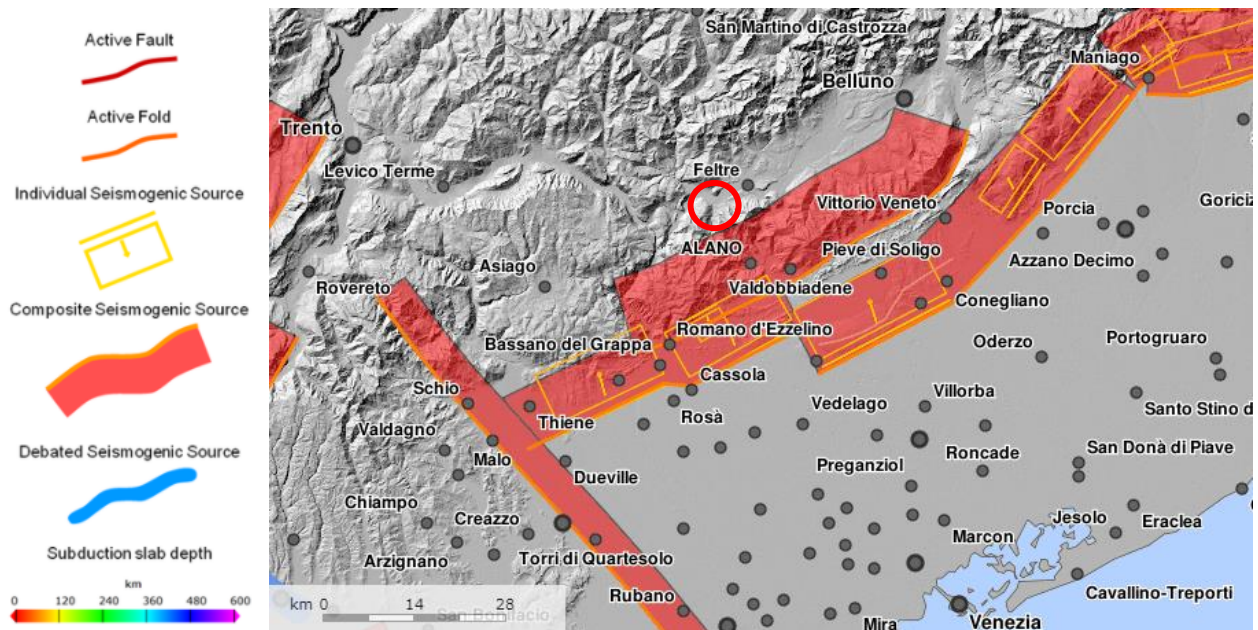 Active Fault
Active Fold
Individual Seismogenic Source
Composite Seismogenic Source
Debated Seismogenic Source
Subduction slab depth
km
0 120 240 360 480 600
San Martino di Castrozza
Maniago
Belluno
Trento
Levico Terme
Feltre
Vittorio Veneto
Porcia
Goriciz
ALANO
Pieve di Soligo
Azzano Decimo
Asiago
Rovereto
Valdobbiadene
Conegliano
Romano d'Ezzelino
Bassano del Grappa
Oderzo
Portogruaro
Cassola
Schio
Villorba
Rosà
Vedelago
Santo Stino d
Thiene
Valdagno
Roncade
San Donà di Piave
Malo
Dueville
Preganziol
Chiampo
Creazzo
Jesolo
Eraclea
Marcon
Arzignano
Torri di Quartesolo
Cavallino-Treporti
Rubano
km 0 14 28
San Bonifacio
Mira
Venezia